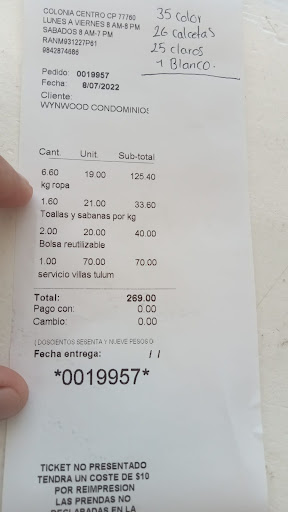 COLONIA CENTRO CP 77760
LUNES A VIERNES 8 AM-8 PM
SABADOS 8 AM-7 PM
RANM931227P61
9842874686
35 Color
26 calcetas
25 claros
1 Blanco.
Pedido: 0019957
Fecha: 8/07/2022
Cliente:
WYNWOOD CONDOMINIOS
Cant. Unit. Sub-total
6.60 19.00 125.40
kg ropa
1.60 21.00 33.60
Toallas y sabanas por kg
2.00 20.00 40.00
Bolsa reutilizable
1.00 70.00 70.00
servicio villas tulum
Total: 269.00
Pago con: 0.00
Cambio: 0.00
( DOSCIENTOS SESENTA Y NUEVE PESOS 0/
Fecha entrega: / /
*0019957*
TICKET NO PRESENTADO
TENDRA UN COSTE DE $10
POR REIMPRESION
LAS PRENDAS NO
DECLARADAS EN LA